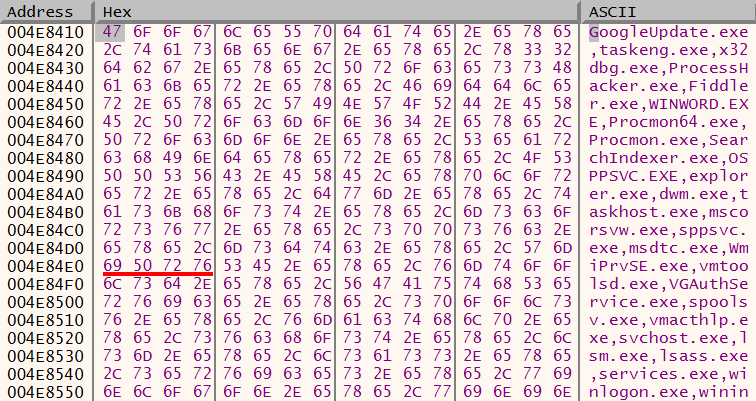 Address Hex ASCII
004E8410 47 6F 6F 67 6C 65 55 70 64 61 74 65 2E 65 78 65 GoogleUpdate.exe
004E8420 2C 74 61 73 6B 65 6E 67 2E 65 78 65 2C 78 33 32 ,taskeng.exe,x32
004E8430 64 62 67 2E 65 78 65 2C 50 72 6F 63 65 73 73 48 dbg.exe,ProcessH
004E8440 61 63 6B 65 72 2E 65 78 65 2C 46 69 64 64 6C 65 acker.exe,Fiddle
004E8450 72 2E 65 78 65 2C 57 49 4E 57 4F 52 44 2E 45 58 r.exe,WINWORD.EX
004E8460 45 2C 50 72 6F 63 6D 6F 6E 36 34 2E 65 78 65 2C E,Procmon64.exe,
004E8470 50 72 6F 63 6D 6F 6E 2E 65 78 65 2C 53 65 61 72 Procmon.exe,Sear
004E8480 63 68 49 6E 64 65 78 65 72 2E 65 78 65 2C 4F 53 chIndexer.exe,OS
004E8490 50 50 53 56 43 2E 45 58 45 2C 65 78 70 6C 6F 72 PPSVC.EXE,explor
004E84A0 65 72 2E 65 78 65 2C 64 77 6D 2E 65 78 65 2C 74 er.exe,dwm.exe,t
004E84B0 61 73 6B 68 6F 73 74 2E 65 78 65 2C 6D 73 63 6F askhost.exe,msco
004E84C0 72 73 76 77 2E 65 78 65 2C 73 70 70 73 76 63 2E rsvw.exe,sppsvc.
004E84D0 65 78 65 2C 6D 73 64 74 63 2E 65 78 65 2C 57 6D exe,msdtc.exe,Wm
004E84E0 69 50 72 76 53 45 2E 65 78 65 2C 76 6D 74 6F 6F iPrvSE.exe,vmtoo
004E84F0 6C 73 64 2E 65 78 65 2C 56 47 41 75 74 68 53 65 lsd.exe,VGAuthSe
004E8500 72 76 69 63 65 2E 65 78 65 2C 73 70 6F 6F 6C 73 rvice.exe,spools
004E8510 76 2E 65 78 65 2C 76 6D 61 63 74 68 6C 70 2E 65 v.exe,vmacthlp.e
004E8520 78 65 2C 73 76 63 68 6F 73 74 2E 65 78 65 2C 6C xe,svchost.exe,l
004E8530 73 6D 2E 65 78 65 2C 6C 73 61 73 73 2E 65 78 65 sm.exe,lsass.exe
004E8540 2C 73 65 72 76 69 63 65 73 2E 65 78 65 2C 77 69 ,services.exe,wi
004E8550 6E 6C 6F 67 6F 6E 2E 65 78 65 2C 77 69 6E 69 6E nlogon.exe,winin